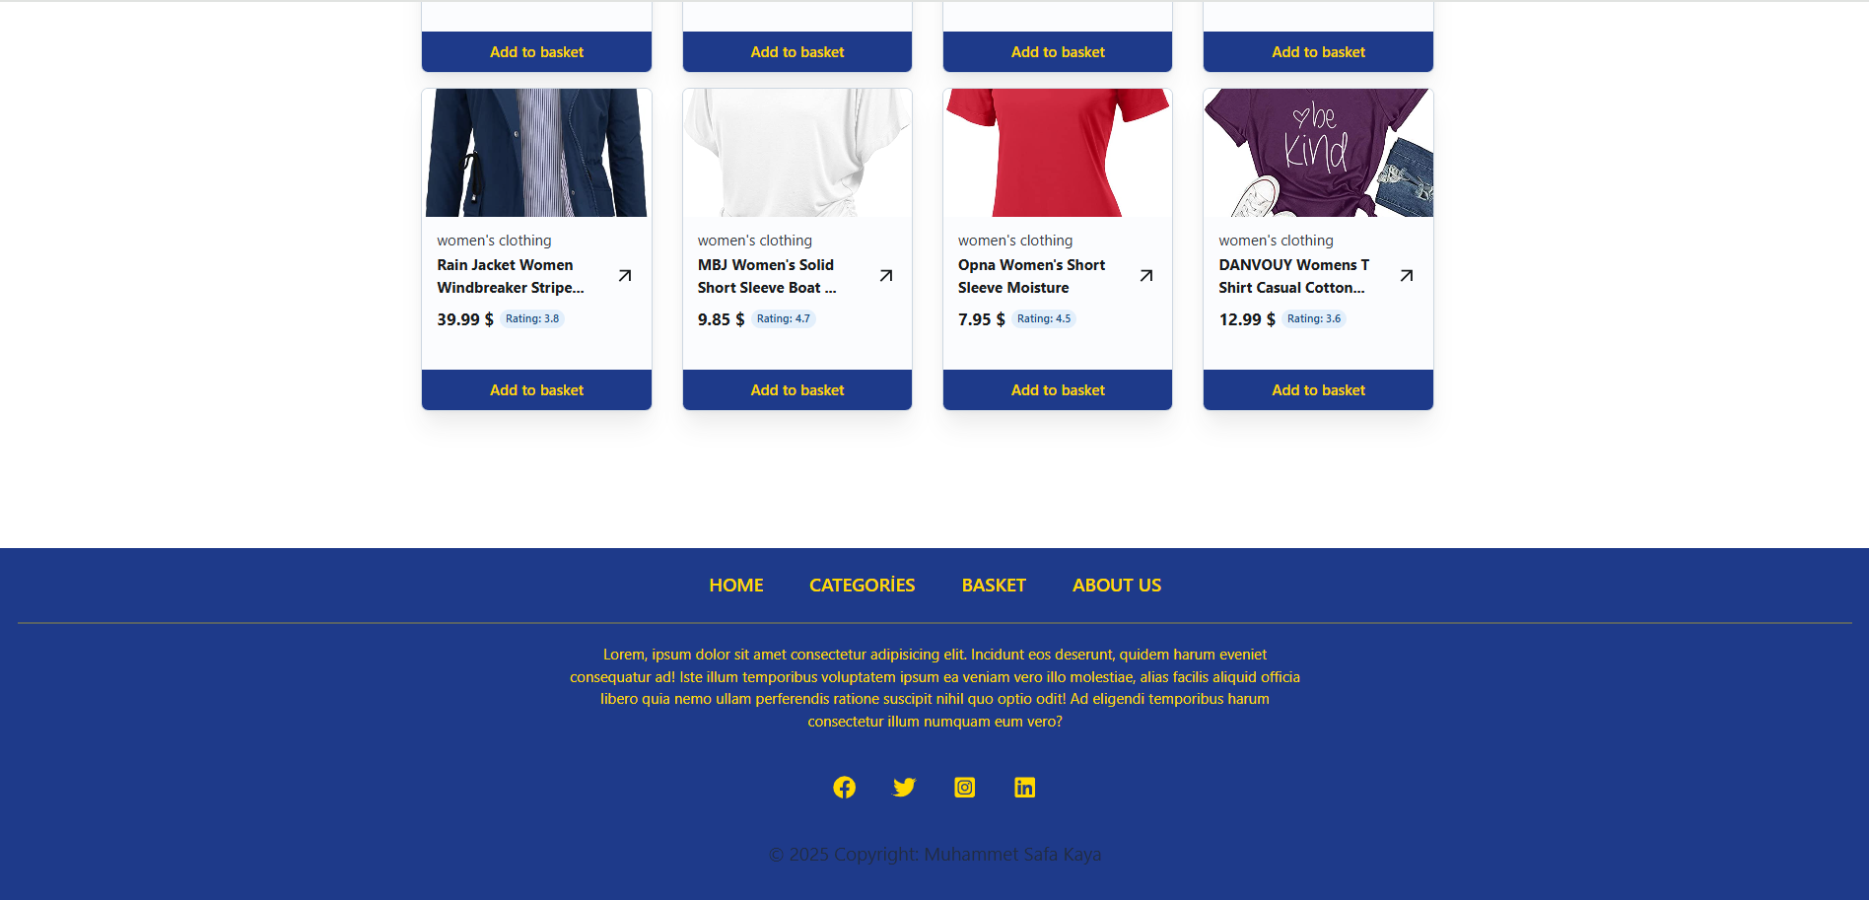 Add to basket
Add to basket
Add to basket
Add to basket
be
kind
women's clothing
Rain Jacket Women
Windbreaker Stripe...
39.99 $ Rating: 3.8
Add to basket
women's clothing
MBJ Women's Solid
Short Sleeve Boat ...
9.85 $ Rating: 4.7
Add to basket
women's clothing
Opna Women's Short
Sleeve Moisture
7.95 $ Rating: 4.5
Add to basket
women's clothing
DANVOUY Womens T
Shirt Casual Cotton...
12.99 $ Rating: 3.6
Add to basket
HOME CATEGORİES BASKET ABOUT US
Lorem, ipsum dolor sit amet consectetur adipisicing elit. Incidunt eos deserunt, quidem harum eveniet
consequatur ad! Iste illum temporibus voluptatem ipsum ea veniam vero illo molestiae, alias facilis aliquid officia
libero quia nemo ullam perferendis ratione suscipit nihil quo optio odit! Ad eligendi temporibus harum
consectetur illum numquam eum vero?
© 2025 Copyright: Muhammet Safa Kaya